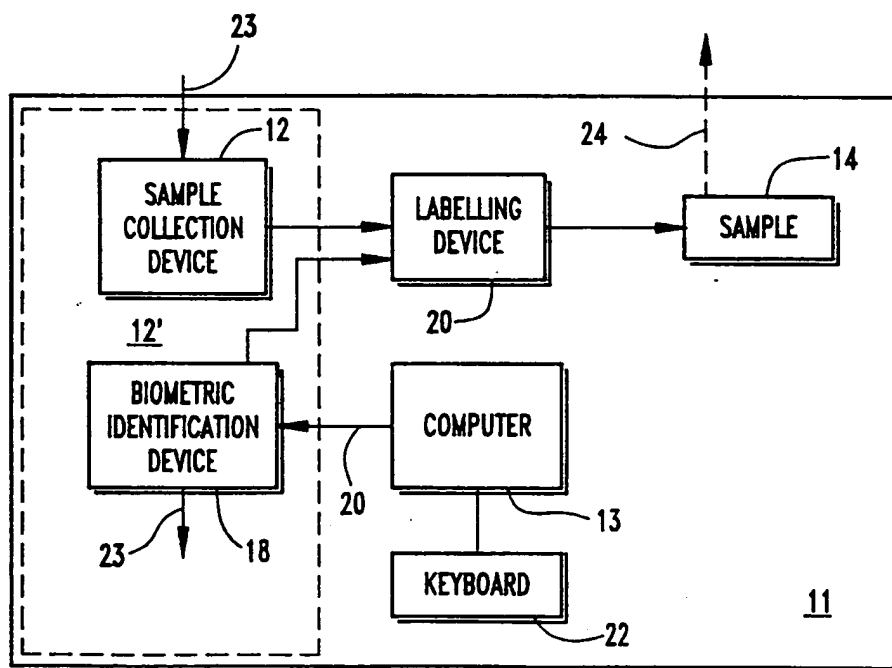 23
12
SAMPLE
COLLECTION
DEVICE
LABELLING
DEVICE
20
24
14
SAMPLE
12'
BIOMETRIC
IDENTIFICATION
DEVICE
23
18
20
COMPUTER
13
KEYBOARD
22
11